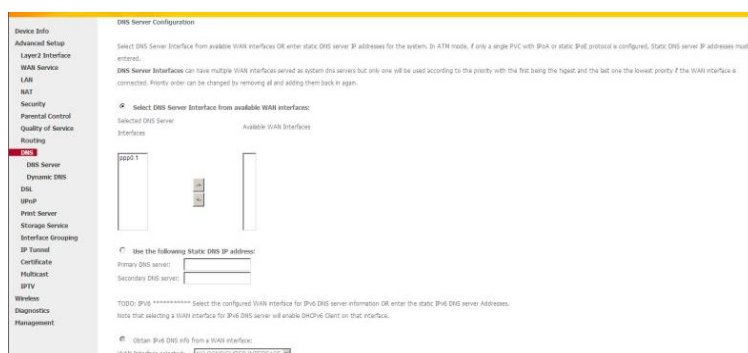 DNS Server Configuration
Device Info
Advanced Setup
Layer2 Interface
WAN Service
LAN
NAT
Security
Parental Control
Quality of Service
Routing
DNS
DNS Server
Dynamic DNS
DSL
UPnP
Print Server
Storage Service
Interface Grouping
IP Tunnel
Certificate
Multicast
IPTV
Wireless
Diagnostics
Management
Select DNS Server Interface from available WAN interfaces OR enter static DNS server IP addresses for the system. In ATM mode, if only a single PVC with IPoA or static IPoE protocol is configured, Static DNS server IP addresses must
entered.
DNS Server Interfaces can have multiple WAN interfaces served as system dns servers but only one will be used according to the priority with the first being the higest and the last one the lowest priority if the WAN interface is
connected. Priority order can be changed by removing all and adding them back in again.
Select DNS Server Interface from available WAN interfaces:
Selected DNS Server
Interfaces
Available WAN Interfaces
ppp0.1
->
<-
Use the following Static DNS IP address:
Primary DNS server:
Secondary DNS server:
TODO: IPV6 *********** Select the configured WAN interface for IPv6 DNS server information OR enter the static IPv6 DNS server Addresses.
Note that selecting a WAN interface for IPv6 DNS server will enable DHCPv6 Client on that interface.
Obtain IPv6 DNS info from a WAN interface:
WAN Interface selected: